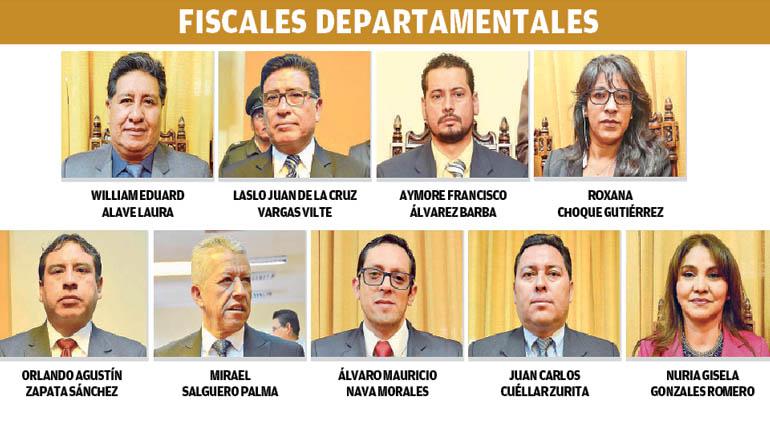 FISCALES DEPARTAMENTALES
WILLIAM EDUARD
ALAVE LAURA
LASLO JUAN DE LA CRUZ
VARGAS VILTE
AYMORE FRANCISCO
ÁLVAREZ BARBA
ROXANA
CHOQUE GUTIÉRREZ
ORLANDO AGUSTÍN
ZAPATA SÁNCHEZ
MIRAEL
SALGUERO PALMA
ÁLVARO MAURICIO
NAVA MORALES
JUAN CARLOS
CUÉLLAR ZURITA
NURIA GISELA
GONZALES ROMERO